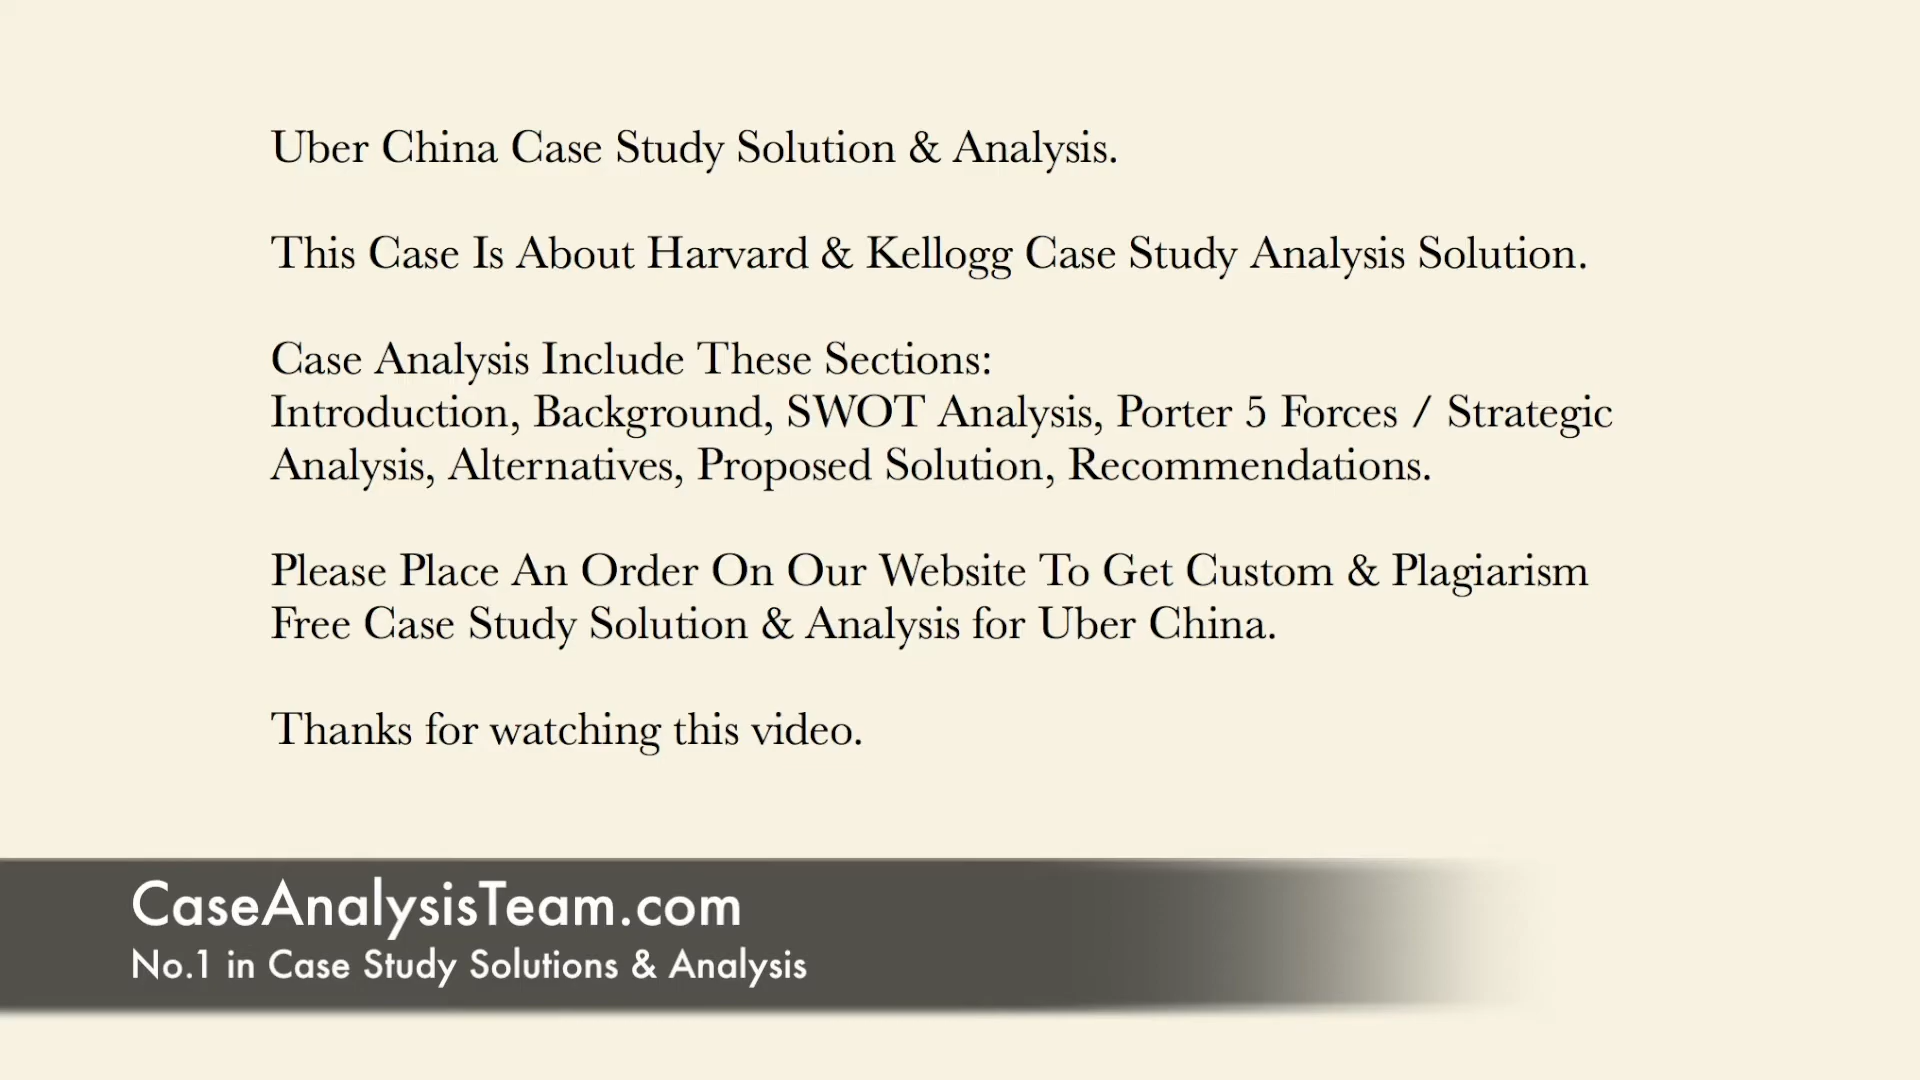 Uber China Case Study Solution & Analysis.
This Case Is About Harvard & Kellogg Case Study Analysis Solution.
Case Analysis Include These Sections:
Introduction, Background, SWOT Analysis, Porter 5 Forces / Strategic
Analysis, Alternatives, Proposed Solution, Recommendations.
Please Place An Order On Our Website To Get Custom & Plagiarism
Free Case Study Solution & Analysis for Uber China.
Thanks for watching this video.
CaseAnalysisTeam.com
No.1 in Case Study Solutions & Analysis